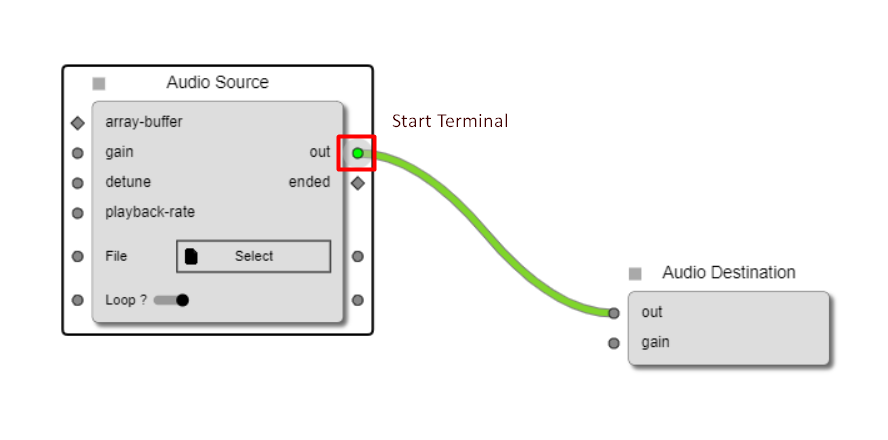 Audio Source
array-buffer
Start Terminal
gain out
detune ended
playback-rate
File Select
Audio Destination
Loop ?
out
gain